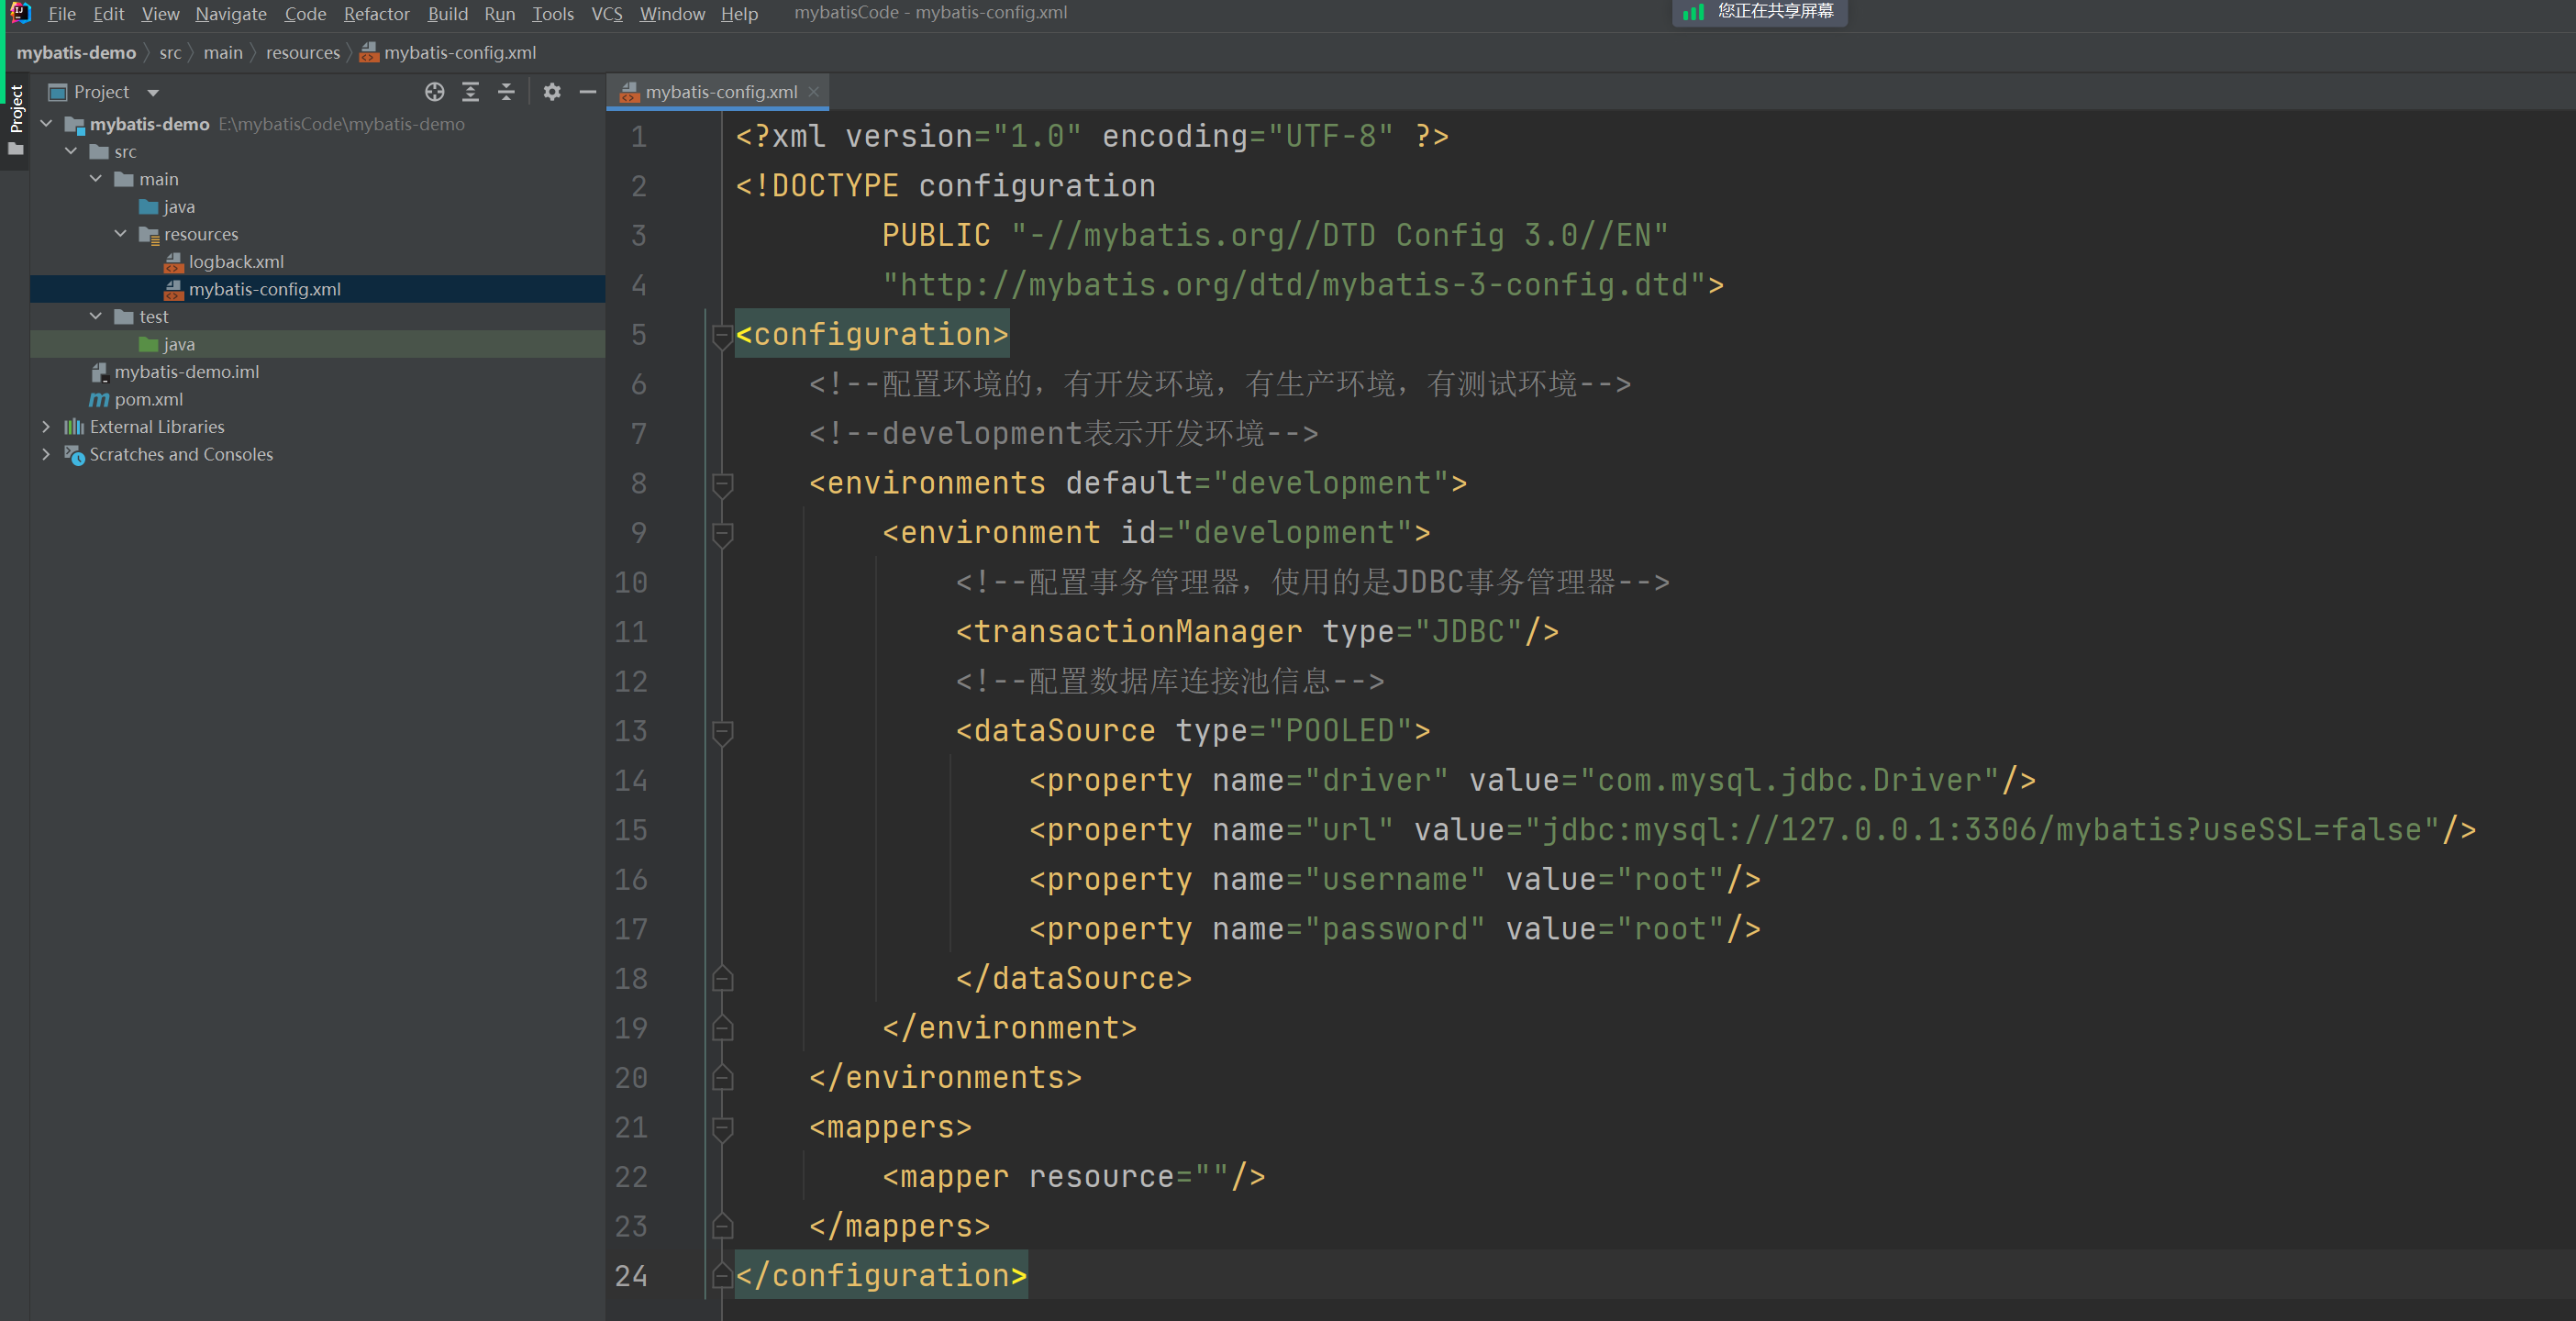 File Edit View Navigate Code Refactor Build Run Tools VCS Window Help mybatisCode - mybatis-config.xml
您正在共享屏幕
mybatis-demo src main resources mybatis-config.xml
Project
Project
mybatis-demo E:\mybatisCode\mybatis-demo
src
main
java
resources
logback.xml
mybatis-config.xml
test
java
mybatis-demo.iml
pom.xml
External Libraries
Scratches and Consoles
mybatis-config.xml
1 <?xml version="1.0" encoding="UTF-8" ?>
2 <!DOCTYPE configuration
3 PUBLIC "-//mybatis.org//DTD Config 3.0//EN"
4 "http://mybatis.org/dtd/mybatis-3-config.dtd">
5 <configuration>
6 <!--配置环境的，有开发环境，有生产环境，有测试环境-->
7 <!--development表示开发环境-->
8 <environments default="development">
9 <environment id="development">
10 <!--配置事务管理器，使用的是JDBC事务管理器-->
11 <transactionManager type="JDBC"/>
12 <!--配置数据库连接池信息-->
13 <dataSource type="POOLED">
14 <property name="driver" value="com.mysql.jdbc.Driver"/>
15 <property name="url" value="jdbc:mysql://127.0.0.1:3306/mybatis?useSSL=false"/>
16 <property name="username" value="root"/>
17 <property name="password" value="root"/>
18 </dataSource>
19 </environment>
20 </environments>
21 <mappers>
22 <mapper resource=""/>
23 </mappers>
24 </configuration>